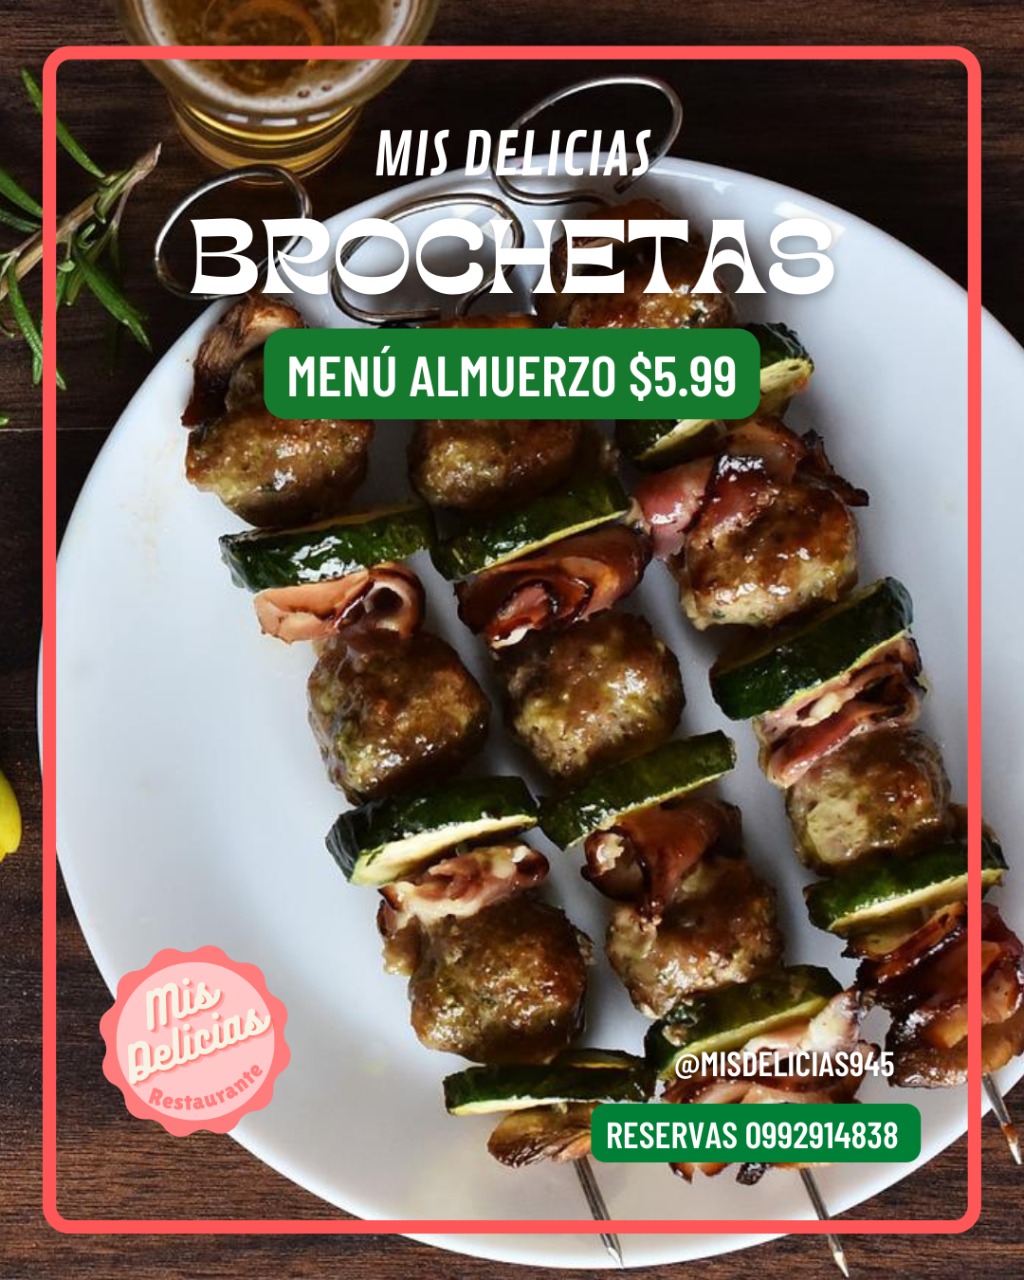 MIS DELICIAS
BROCHETAS
MENÚ ALMUERZO $5.99
Mis
Delicias
Restaurante
@MISDELICIAS945
RESERVAS 0992914838